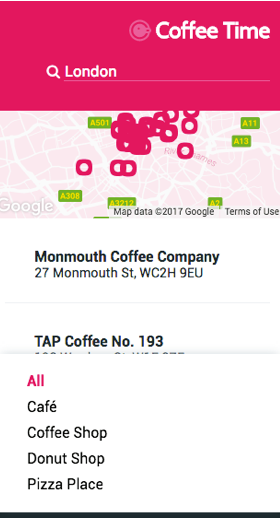 Coffee Time
London
A501
A11
A13
A308
A3212
A2
Google
Map data ©2017 Google
Terms of Use
Monmouth Coffee Company
27 Monmouth St, WC2H 9EU
TAP Coffee No. 193
All
Café
Coffee Shop
Donut Shop
Pizza Place